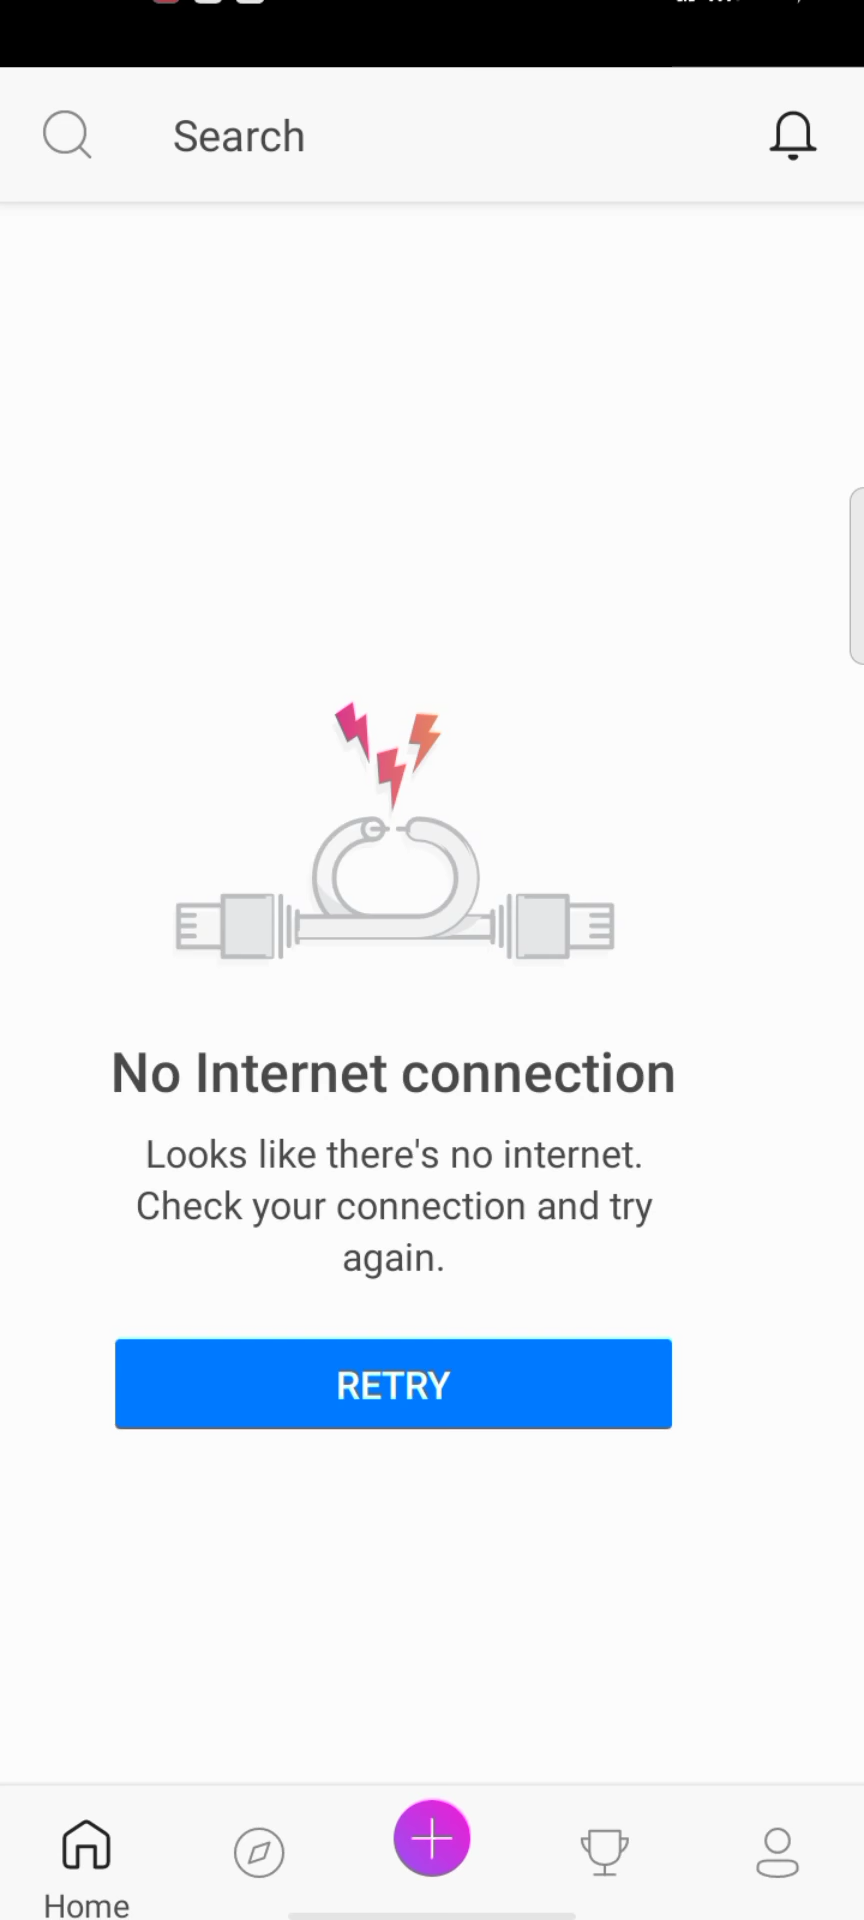 Search
No Internet connection
Looks like there's no internet.
Check your connection and try
again.
RETRY
Home